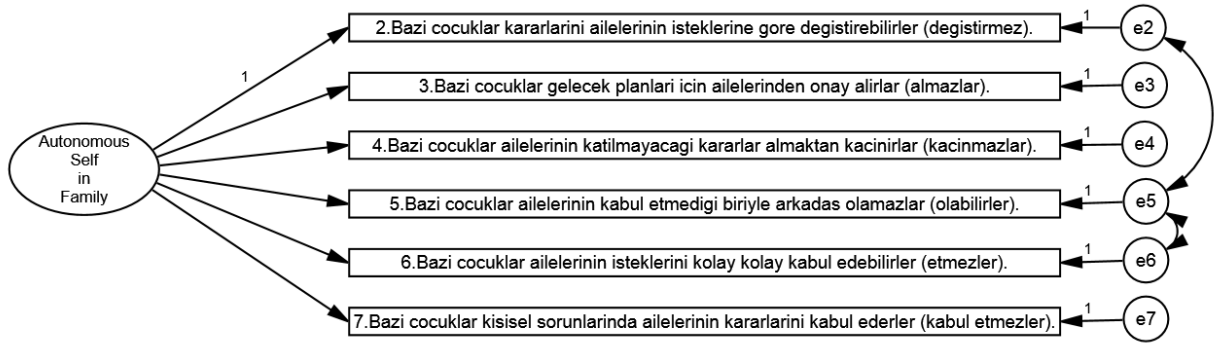 2.Bazi cocuklar kararlarini ailelerinin isteklerine gore degistirebilirler (degistirmez).
1
e2
1
3.Bazi cocuklar gelecek planlari icin ailelerinden onay alirlar (almazlar).
1
e3
Autonomous
Self
in
Family
4.Bazi cocuklar ailelerinin katilmayacagi kararlar almaktan kacinirlar (kacinmazlar).
1
e4
5.Bazi cocuklar ailelerinin kabul etmedigi biriyle arkadas olamazlar (olabilirler).
1
e5
6.Bazi cocuklar ailelerinin isteklerini kolay kolay kabul edebilirler (etmezler).
1
e6
7.Bazi cocuklar kisisel sorunlarinda ailelerinin kararlarini kabul ederler (kabul etmezler).
1
e7